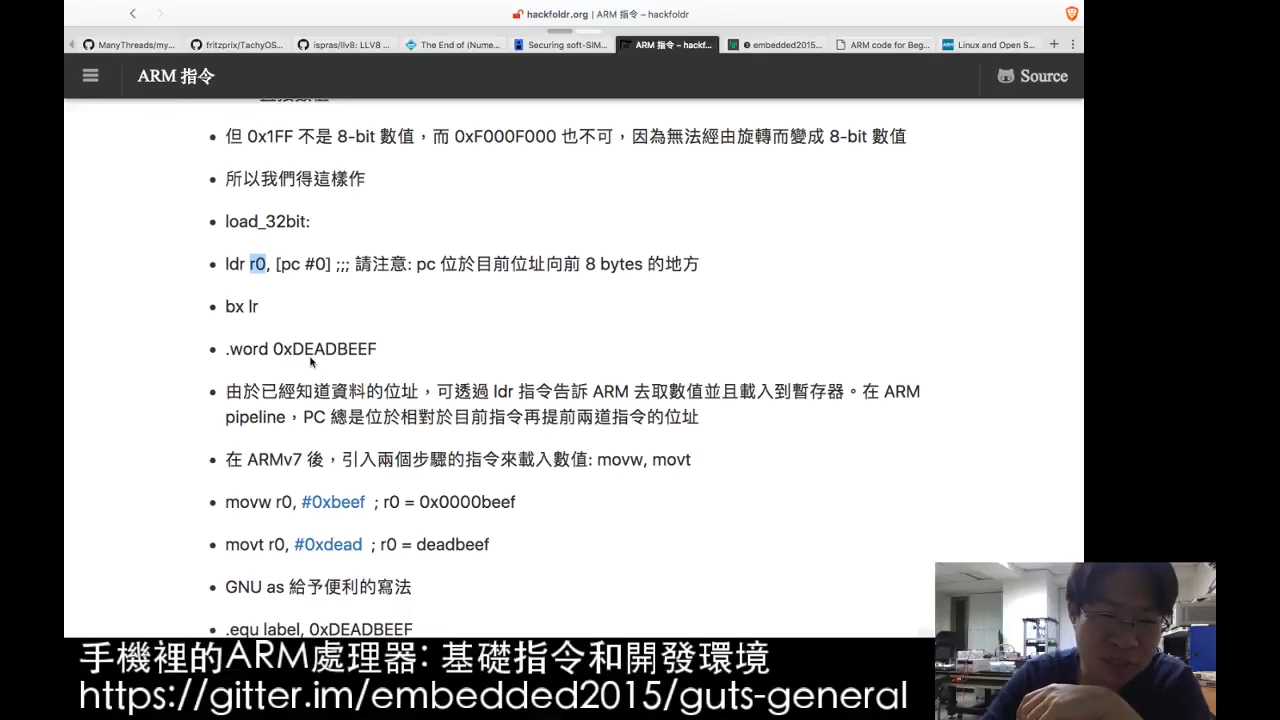 hackfoldr.org | ARM 指令 – hackfoldr
ManyThreads/my...
fritzprix/TachyOS...
ispras/llv8: LLV8 ...
The End of (Nume...
Securing soft-SIM...
ARM 指令 – hackf...
embedded2015...
ARM code for Beg...
Linux and Open S...
ARM 指令
Source
但 0x1FF 不是 8-bit 數值，而 0xF000F000 也不可，因為無法經由旋轉而變成 8-bit 數值
所以我們得這樣作
load_32bit:
ldr r0, [pc #0] ;;; 請注意: pc 位於目前位址向前 8 bytes 的地方
bx lr
.word 0xDEADBEEF
由於已經知道資料的位址，可透過 ldr 指令告訴 ARM 去取數值並且載入到暫存器。在 ARM
pipeline，PC 總是位於相對於目前指令再提前兩道指令的位址
在 ARMv7 後，引入兩個步驟的指令來載入數值: movw, movt
movw r0, #0xbeef ; r0 = 0x0000beef
movt r0, #0xdead ; r0 = deadbeef
GNU as 給予便利的寫法
.equ label, 0xDEADBEEF
手機裡的ARM處理器: 基礎指令和開發環境
https://gitter.im/embedded2015/guts-general